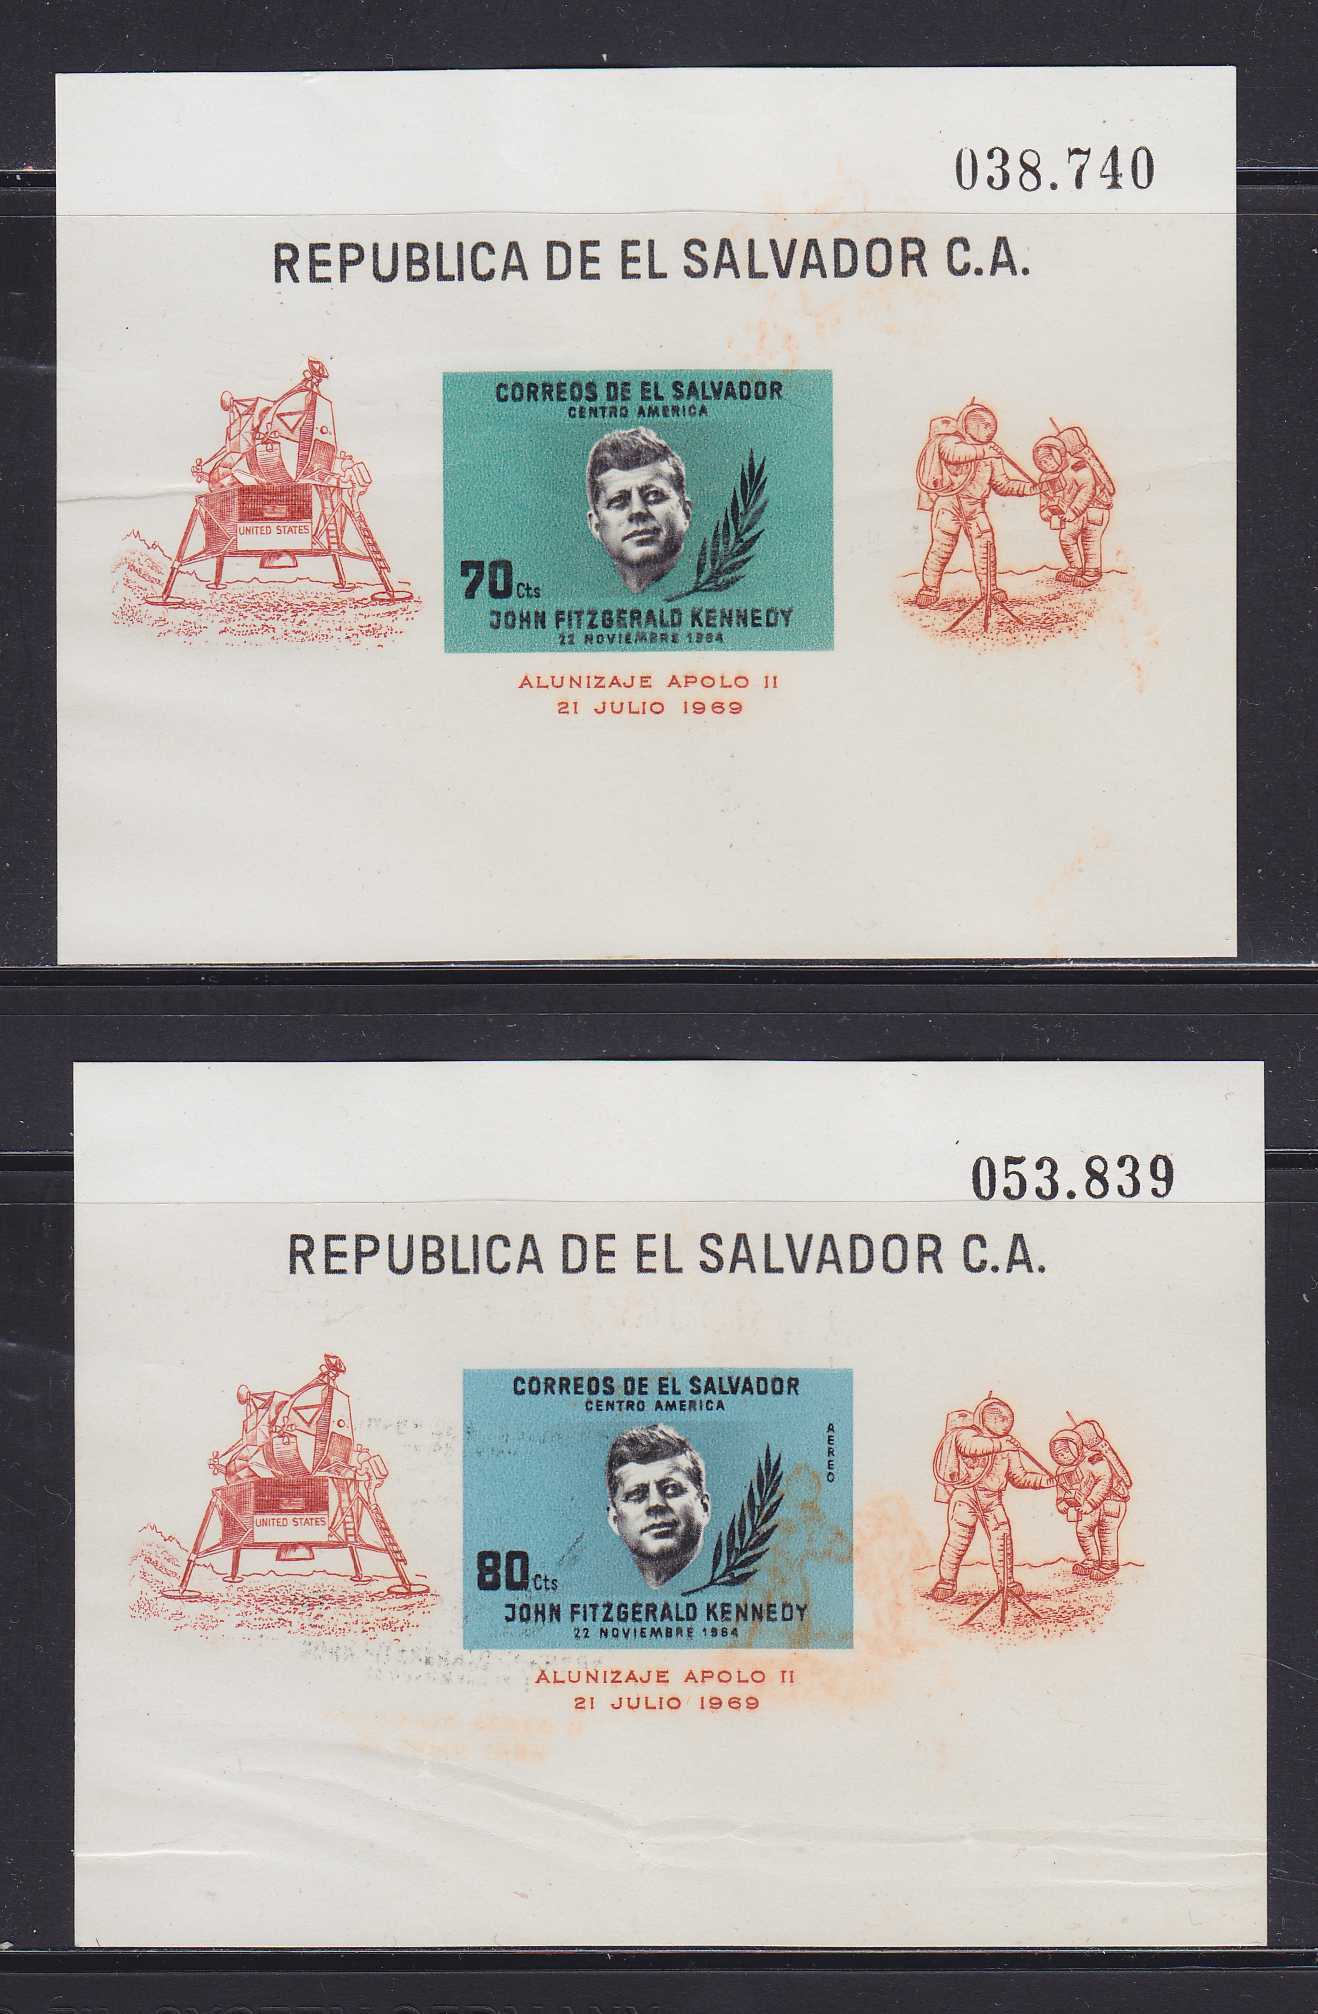 038.740
REPUBLICA DE EL SALVADOR C.A.
CORREOS DE EL SALVADOR
CENTRO AMERICA
UNITED STATES
70 Cts
JOHN FITZGERALD KENNEDY
22 NOVIEMBRE 1964
ALUNIZAJE APOLO 11
21 JULIO 1969
053.839
REPUBLICA DE EL SALVADOR C.A.
CORREOS DE EL SALVADOR
CENTRO AMERICA
AEREO
UNITED STATES
80 Cts
JOHN FITZGERALD KENNEDY
22 NOVIEMBRE 1964
ALUNIZAJE APOLO 11
21 JULIO 1969